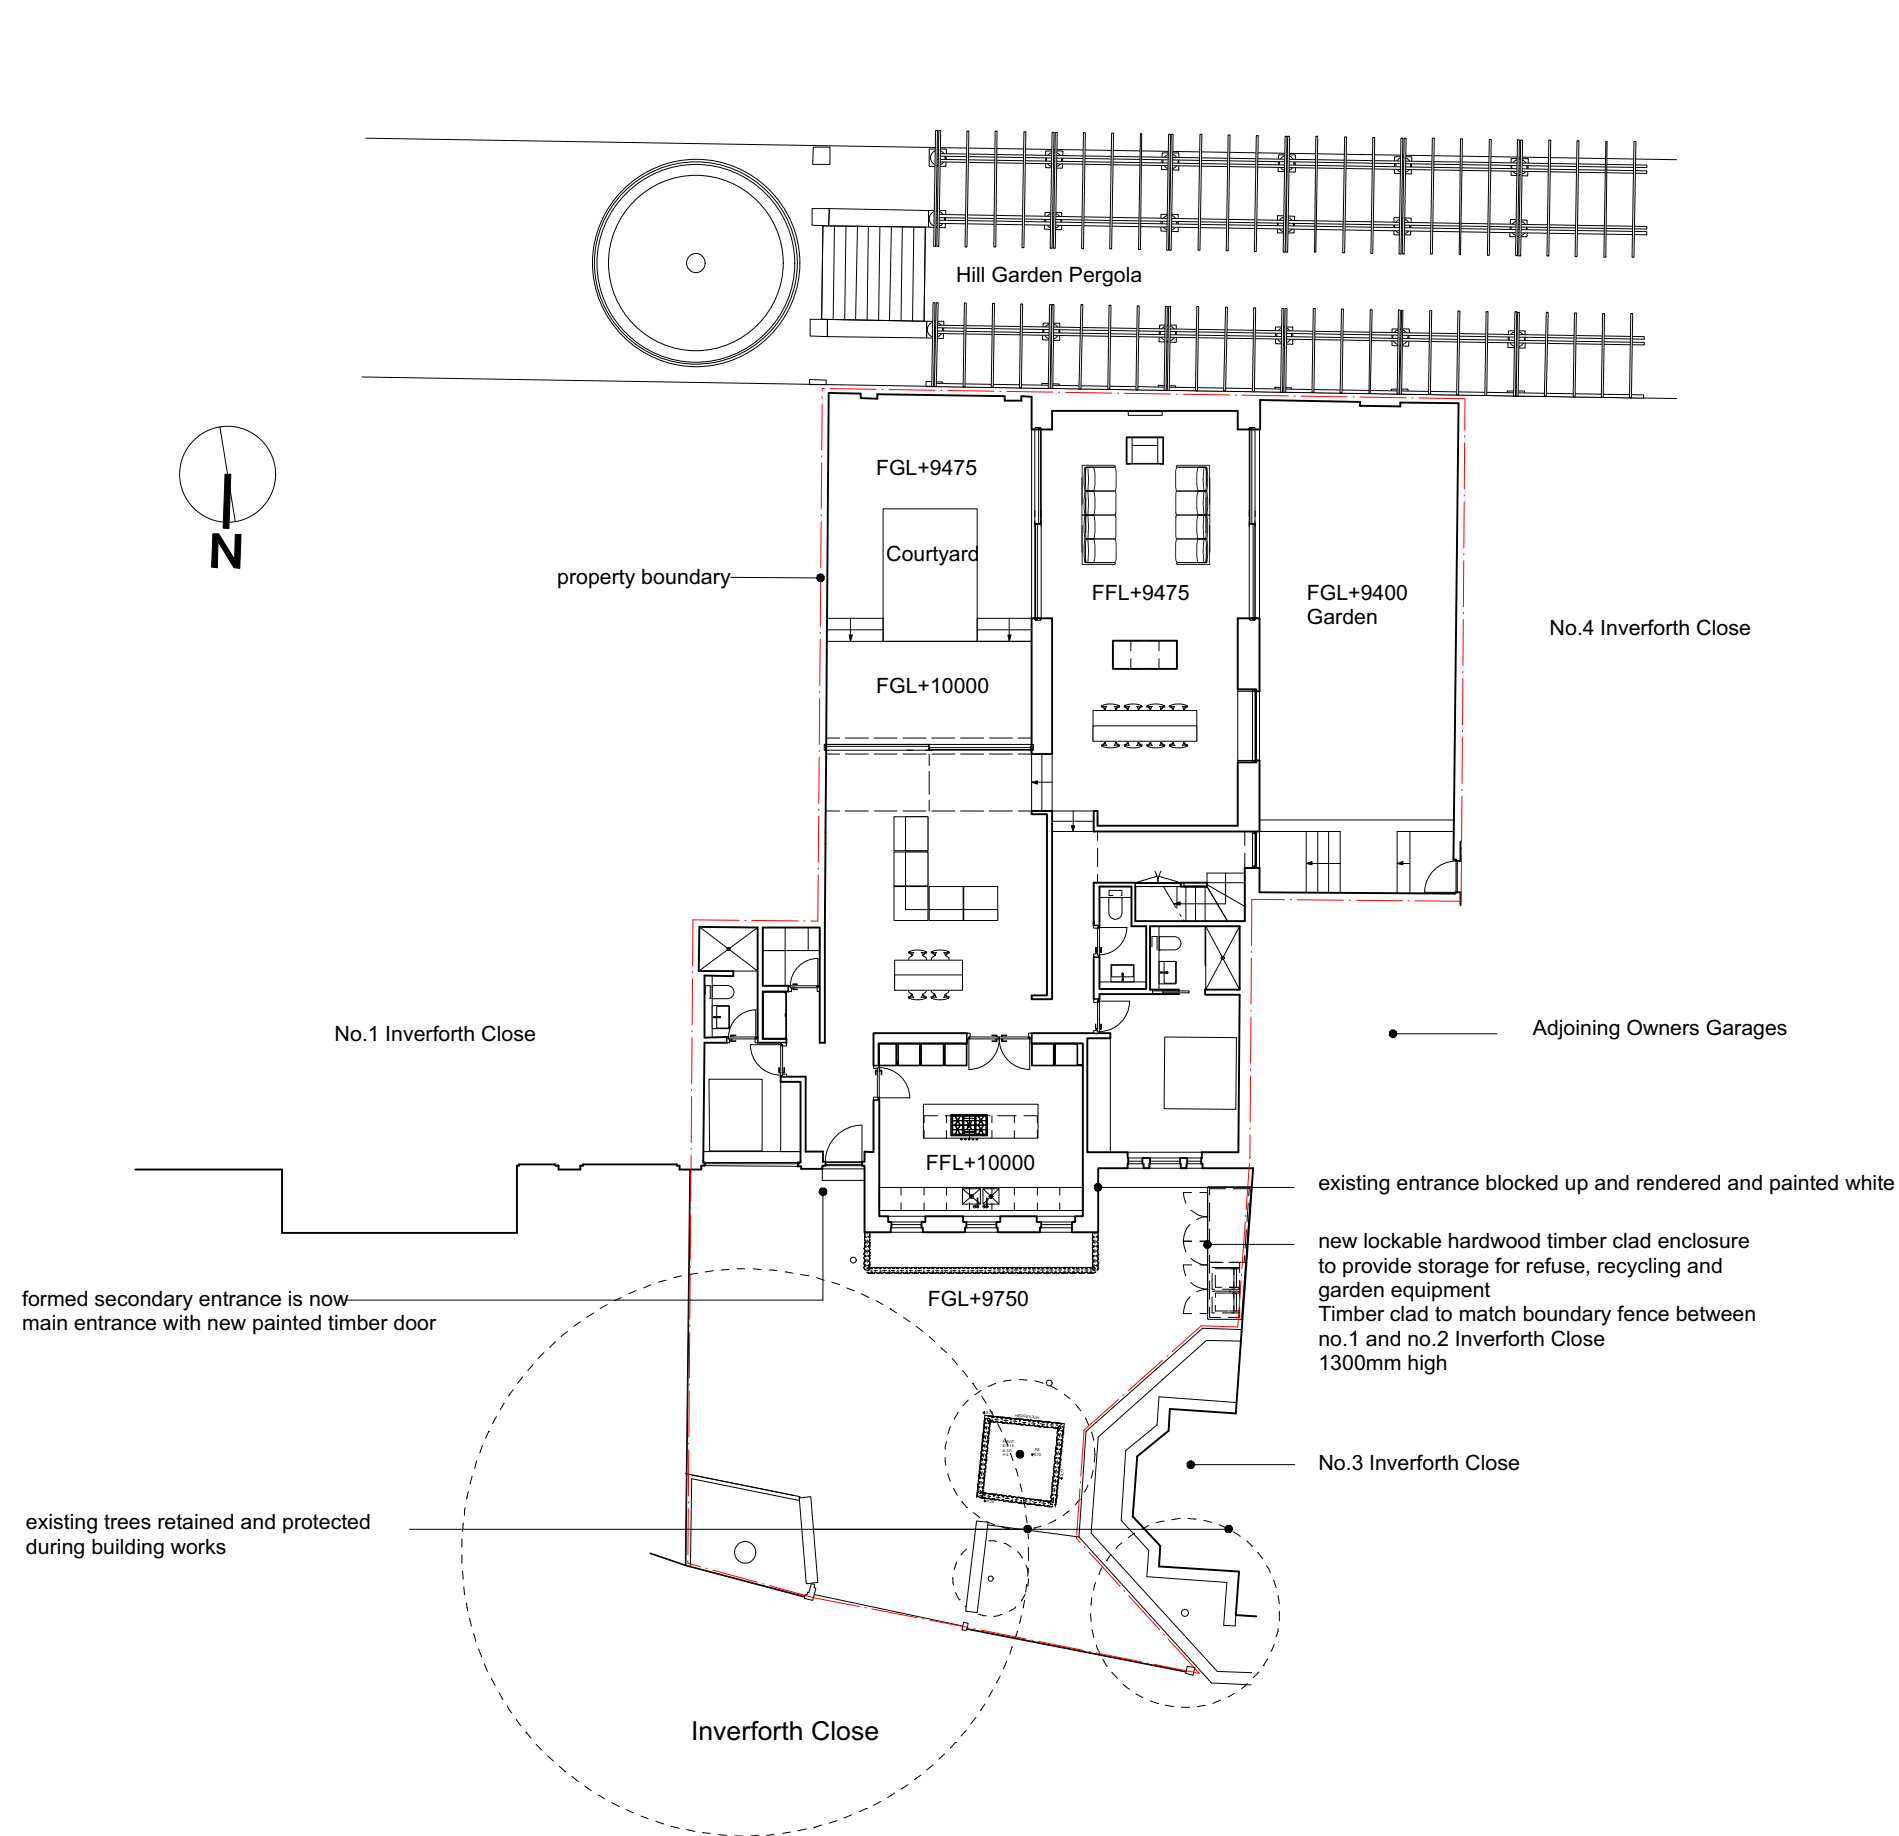 Hill Garden Pergola
FGL+9475
Courtyard
N
property boundary
FFL+9475
FGL+9400
Garden
No.4 Inverforth Close
FGL+10000
No.1 Inverforth Close
Adjoining Owners Garages
FFL+10000
existing entrance blocked up and rendered and painted white
new lockable hardwood timber clad enclosure
to provide storage for refuse, recycling and
garden equipment
Timber clad to match boundary fence between
no.1 and no.2 Inverforth Close
1300mm high
formed secondary entrance is now
main entrance with new painted timber door
FGL+9750
No.3 Inverforth Close
existing trees retained and protected
during building works
Inverforth Close